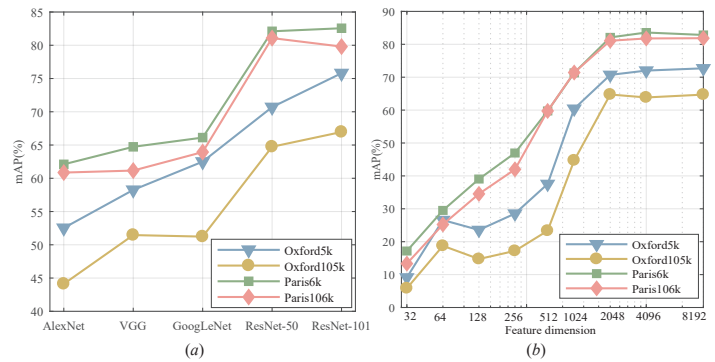 85
80
75
70
65
60
55
50
45
40
mAP(%)
AlexNet VGG GoogLeNet ResNet-50 ResNet-101
Oxford5k
Oxford105k
Paris6k
Paris106k
(a)
90
80
70
60
50
40
30
20
10
0
mAP(%)
32 64 128 256 512 1024 2048 4096 8192
Feature dimension
Oxford5k
Oxford105k
Paris6k
Paris106k
(b)